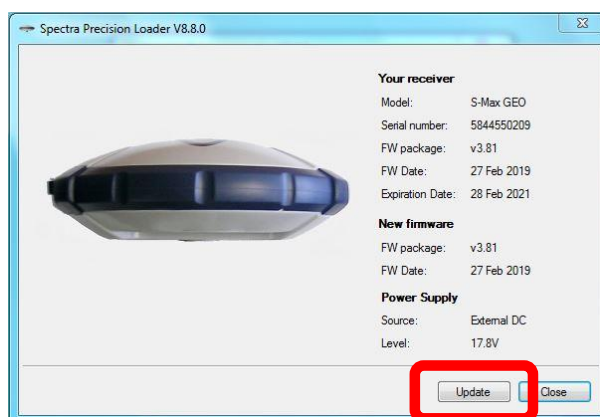 Spectra Precision Loader V8.8.0
Your receiver
Model: S-Max GEO
Serial number: 5844550209
FW package: v3.81
FW Date: 27 Feb 2019
Expiration Date: 28 Feb 2021
New firmware
FW package: v3.81
FW Date: 27 Feb 2019
Power Supply
Source: External DC
Level: 17.8V
Update Close